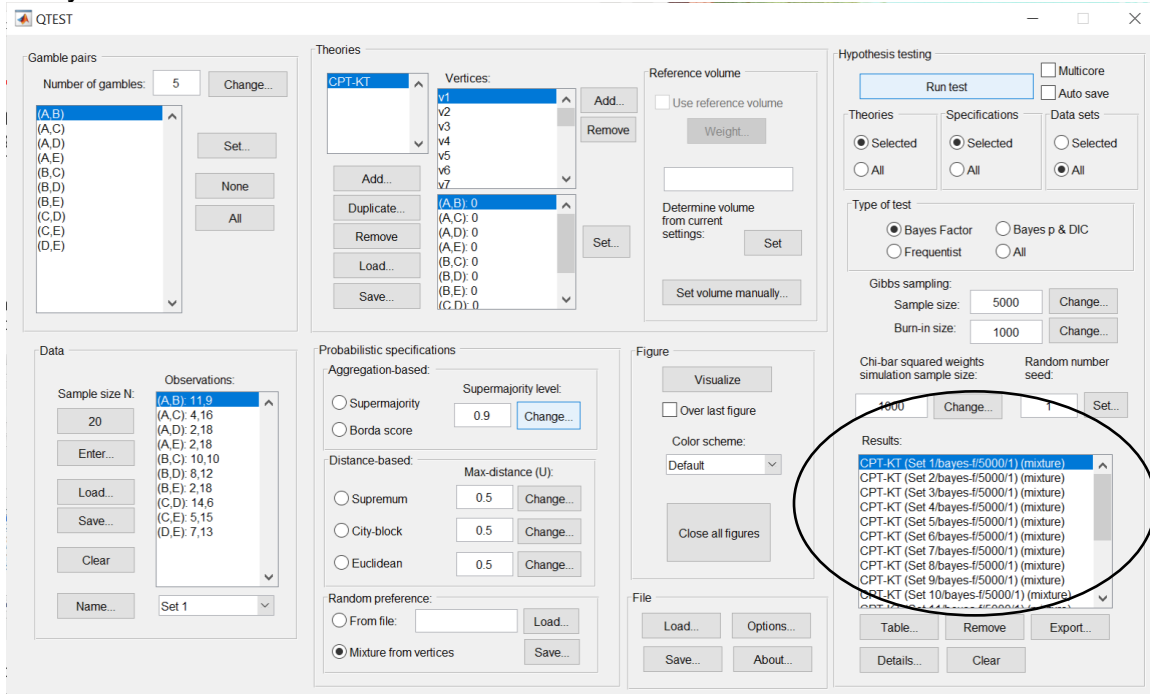 QTEST
Gamble pairs
Number of gambles: 5 Change...
(A,B)
(A,C)
(A,D)
(A,E)
(B,C)
(B,D)
(B,E)
(C,D)
(C,E)
(D,E)
Set...
None
All
Theories
CPT-KT
Add...
Duplicate...
Remove
Load...
Save...
Vertices:
v1
v2
v3
v4
v5
v6
v7
Add...
Remove
(A,B): 0
(A,C): 0
(A,D): 0
(A,E): 0
(B,C): 0
(B,D): 0
(B,E): 0
(C,D): 0
Set...
Reference volume
Use reference volume
Weight...
Determine volume
from current
settings:
Set
Set volume manually...
Hypothesis testing
Run test
Multicore
Auto save
Theories
Selected
All
Specifications
Selected
All
Data sets
Selected
All
Type of test
Bayes Factor
Bayes p & DIC
Frequentist
All
Gibbs sampling:
Sample size: 5000 Change...
Burn-in size: 1000 Change...
Chi-bar squared weights
simulation sample size:
1000 Change...
Random number
seed:
1 Set...
Results:
CPT-KT (Set 1/bayes-f/5000/1) (mixture)
CPT-KT (Set 2/bayes-f/5000/1) (mixture)
CPT-KT (Set 3/bayes-f/5000/1) (mixture)
CPT-KT (Set 4/bayes-f/5000/1) (mixture)
CPT-KT (Set 5/bayes-f/5000/1) (mixture)
CPT-KT (Set 6/bayes-f/5000/1) (mixture)
CPT-KT (Set 7/bayes-f/5000/1) (mixture)
CPT-KT (Set 8/bayes-f/5000/1) (mixture)
CPT-KT (Set 9/bayes-f/5000/1) (mixture)
CPT-KT (Set 10/bayes-f/5000/1) (mixture)
CPT-KT (Set 11/bayes-f/5000/1) (mixture)
Table... Remove Export...
Details... Clear
Data
Sample size N:
20
Enter...
Load...
Save...
Clear
Name... Set 1
Observations:
(A,B): 11,9
(A,C): 4,16
(A,D): 2,18
(A,E): 2,18
(B,C): 10,10
(B,D): 8,12
(B,E): 2,18
(C,D): 14,6
(C,E): 5,15
(D,E): 7,13
Probabilistic specifications
Aggregation-based:
Supermajority level:
Supermajority
0.9 Change...
Borda score
Distance-based:
Max-distance (U):
Supremum 0.5 Change...
City-block 0.5 Change...
Euclidean 0.5 Change...
Random preference:
From file: Load...
Mixture from vertices Save...
Figure
Visualize
Over last figure
Color scheme:
Default
Close all figures
File
Load... Options...
Save... About...